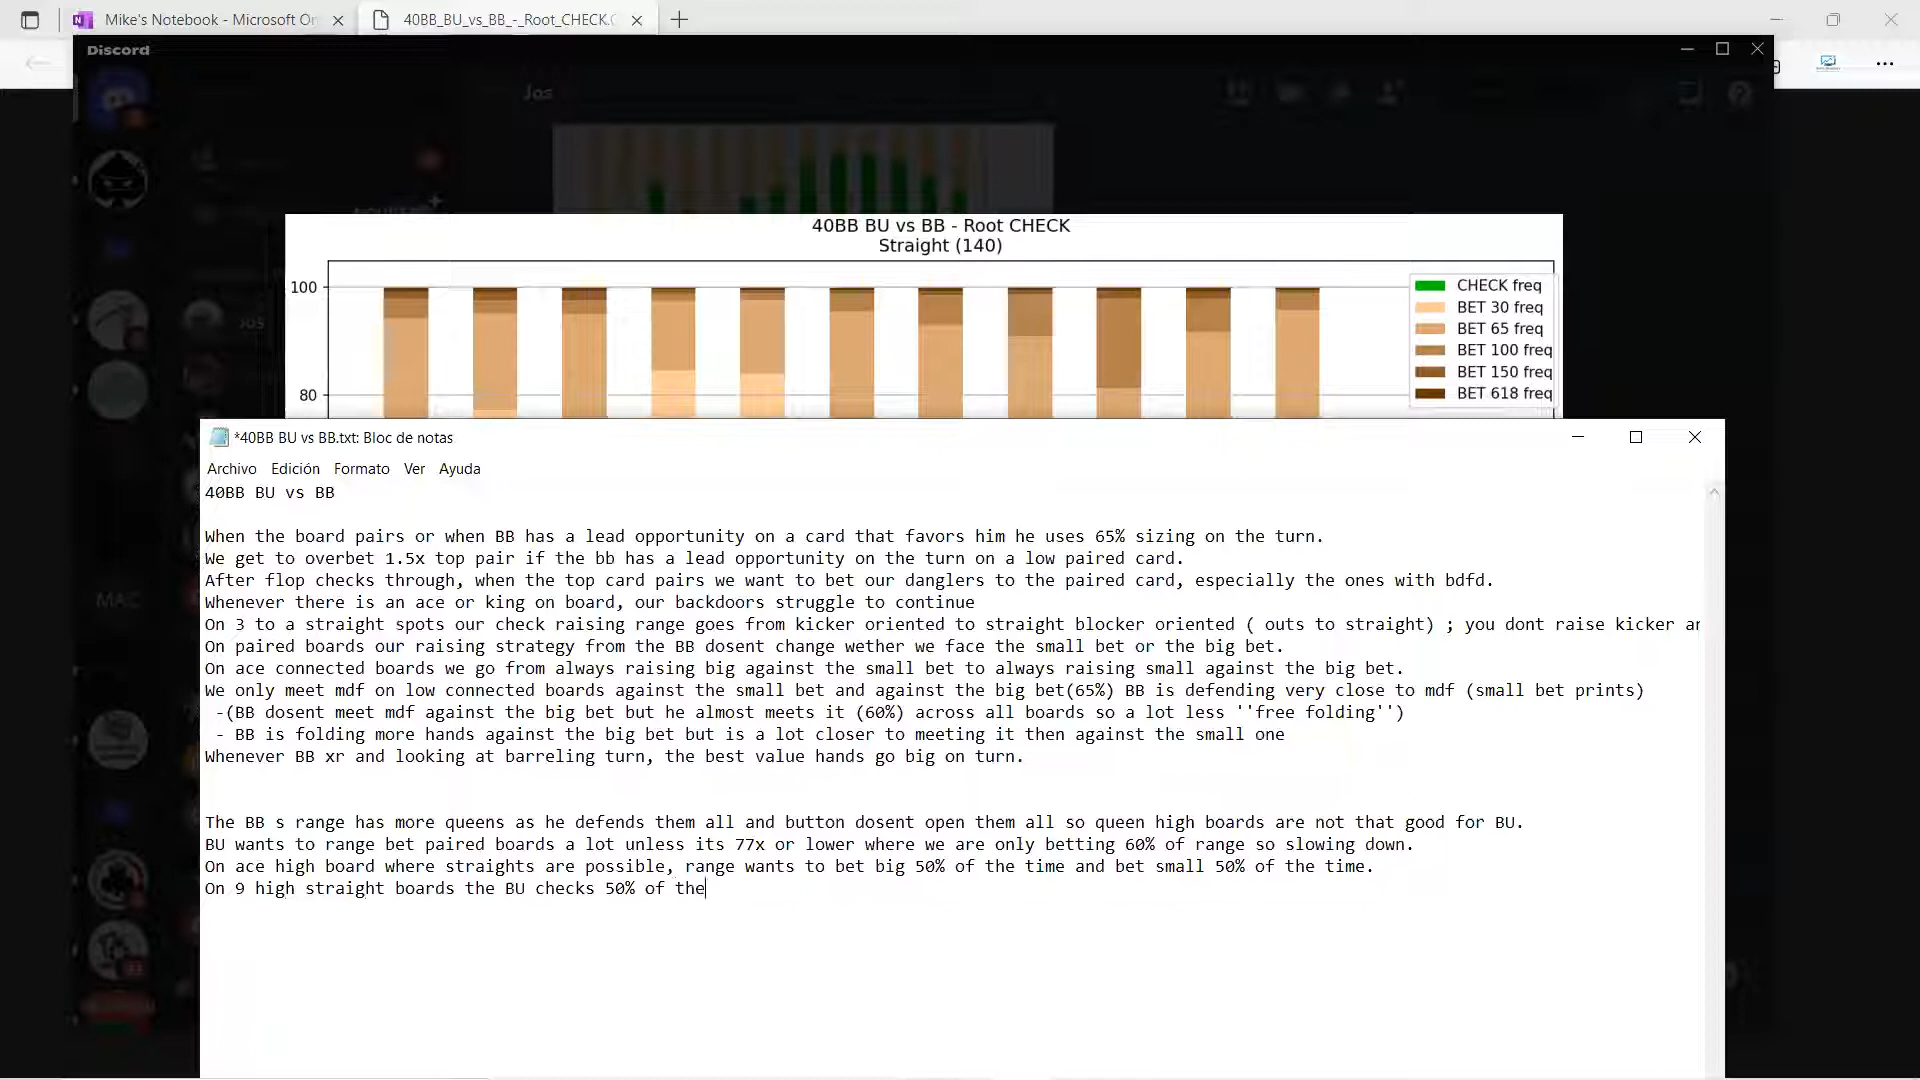 Mike's Notebook - Microsoft On
40BB_BU_vs_BB_-_Root_CHECK.
Discord
Jos
40BB BU vs BB - Root CHECK
Straight (140)
100
80
CHECK freq
BET 30 freq
BET 65 freq
BET 100 freq
BET 150 freq
BET 618 freq
JoS
MAC
*40BB BU vs BB.txt: Bloc de notas
Archivo Edición Formato Ver Ayuda
40BB BU vs BB
When the board pairs or when BB has a lead opportunity on a card that favors him he uses 65% sizing on the turn.
We get to overbet 1.5x top pair if the bb has a lead opportunity on the turn on a low paired card.
After flop checks through, when the top card pairs we want to bet our danglers to the paired card, especially the ones with bdfd.
Whenever there is an ace or king on board, our backdoors struggle to continue
On 3 to a straight spots our check raising range goes from kicker oriented to straight blocker oriented ( outs to straight) ; you dont raise kicker ar
On paired boards our raising strategy from the BB dosent change wether we face the small bet or the big bet.
On ace connected boards we go from always raising big against the small bet to always raising small against the big bet.
We only meet mdf on low connected boards against the small bet and against the big bet(65%) BB is defending very close to mdf (small bet prints)
-(BB dosent meet mdf against the big bet but he almost meets it (60%) across all boards so a lot less ''free folding'')
- BB is folding more hands against the big bet but is a lot closer to meeting it then against the small one
Whenever BB xr and looking at barreling turn, the best value hands go big on turn.
The BB s range has more queens as he defends them all and button dosent open them all so queen high boards are not that good for BU.
BU wants to range bet paired boards a lot unless its 77x or lower where we are only betting 60% of range so slowing down.
On ace high board where straights are possible, range wants to bet big 50% of the time and bet small 50% of the time.
On 9 high straight boards the BU checks 50% of the